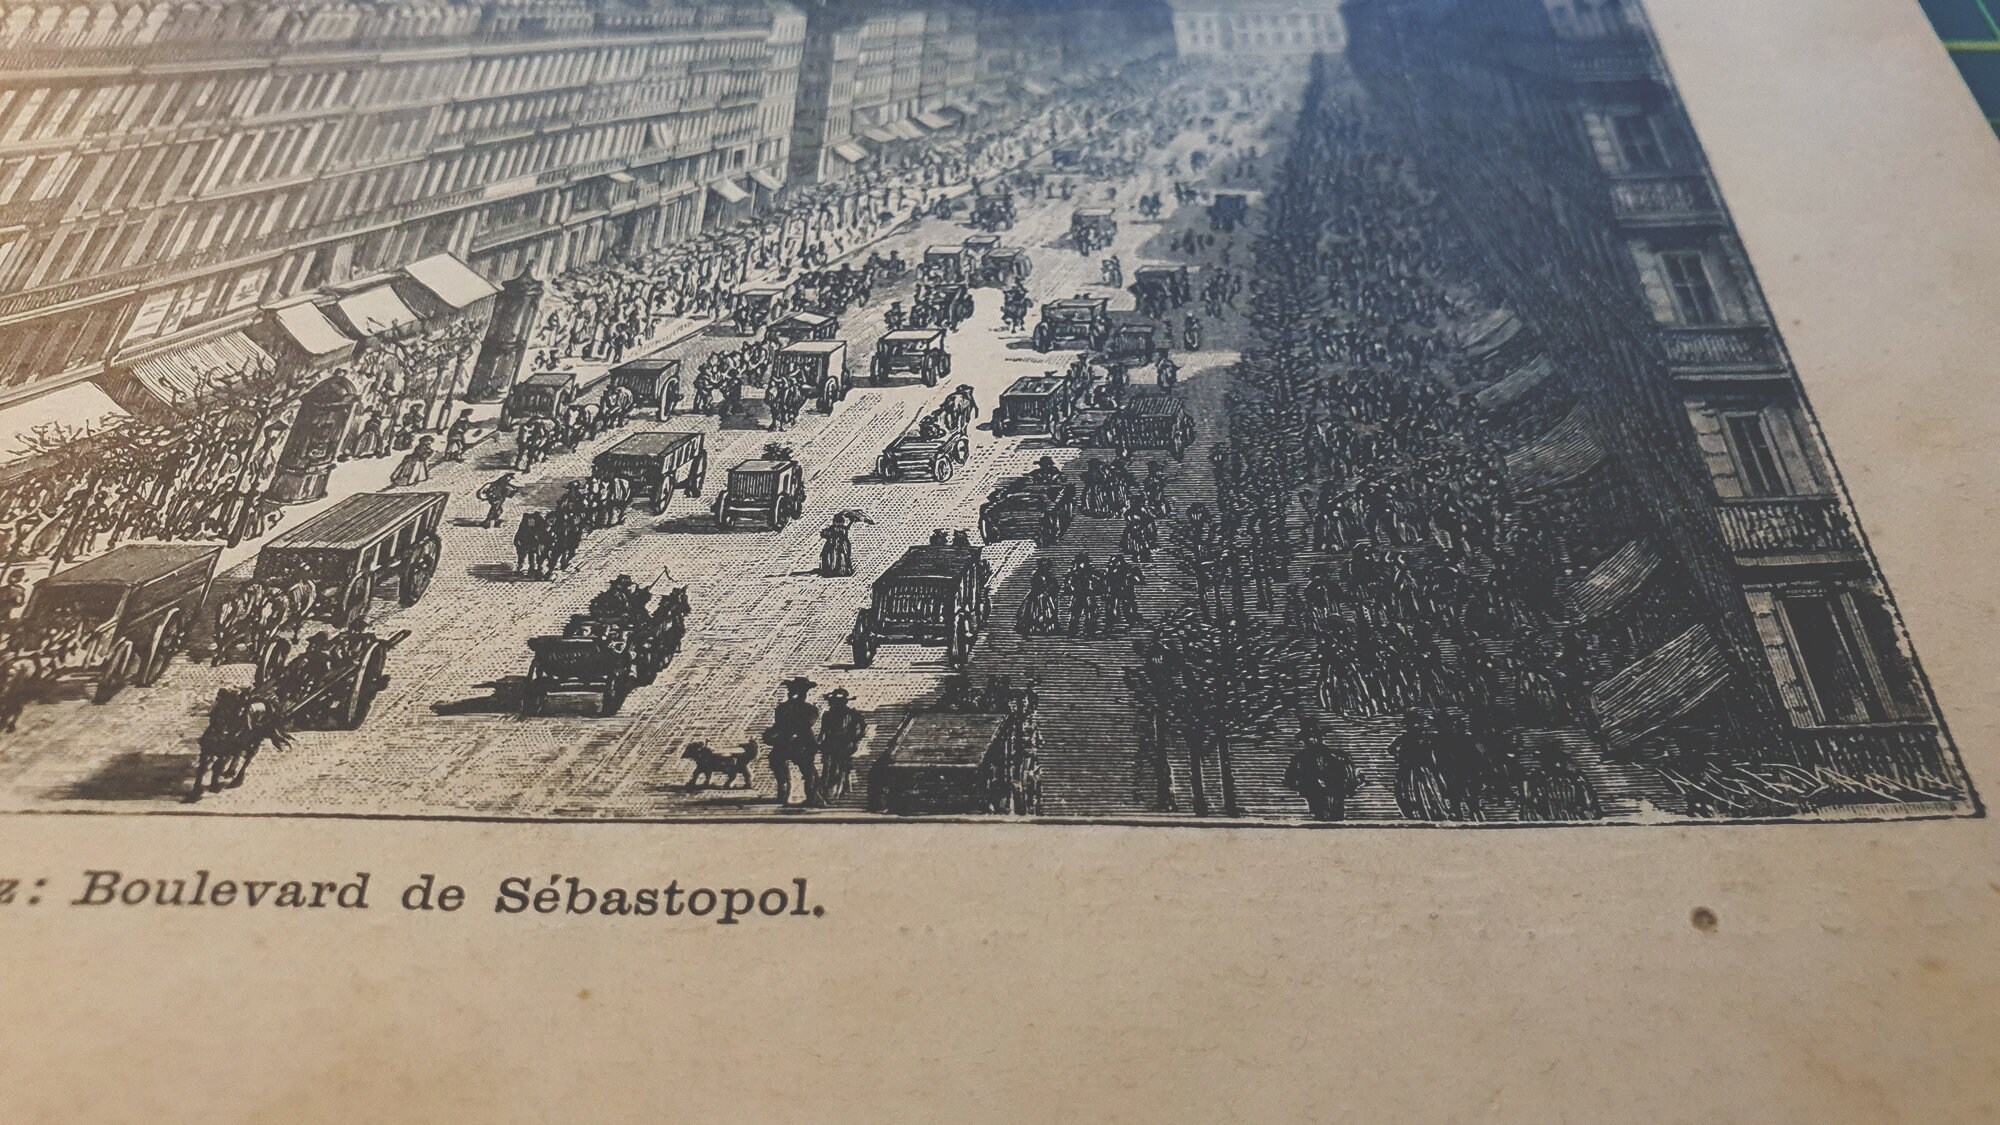 z: Boulevard de Sébastopol.